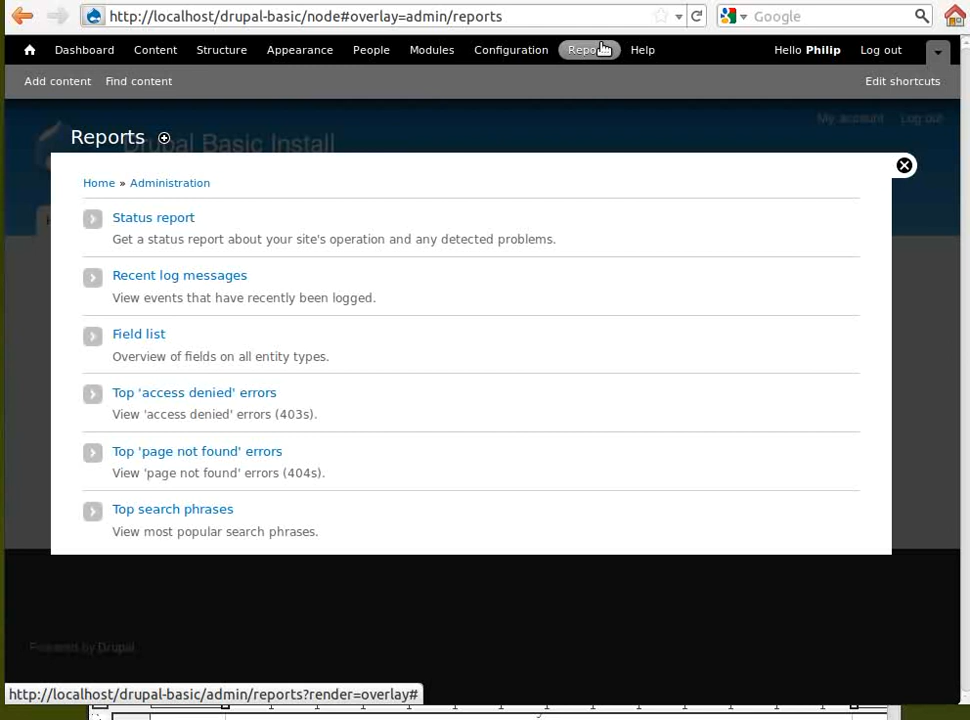 http://localhost/drupal-basic/node#overlay=admin/reports
Google
Dashboard Content Structure Appearance People Modules Configuration Reports Help Hello Philip Log out
Add content Find content Edit shortcuts
My account Log out
Reports
Drupal Basic Install
Home » Administration
Status report
Get a status report about your site's operation and any detected problems.
Recent log messages
View events that have recently been logged.
Field list
Overview of fields on all entity types.
Top 'access denied' errors
View 'access denied' errors (403s).
Top 'page not found' errors
View 'page not found' errors (404s).
Top search phrases
View most popular search phrases.
Powered by Drupal
http://localhost/drupal-basic/admin/reports?render=overlay#